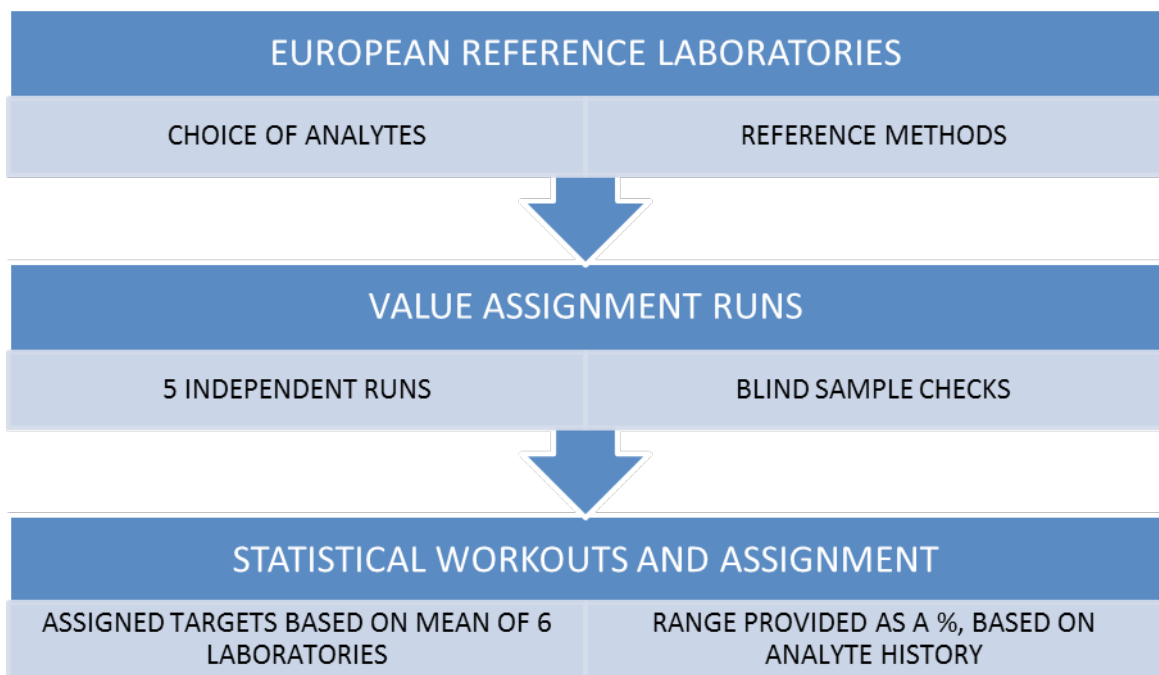 EUROPEAN REFERENCE LABORATORIES
CHOICE OF ANALYTES
REFERENCE METHODS
VALUE ASSIGNMENT RUNS
5 INDEPENDENT RUNS
BLIND SAMPLE CHECKS
STATISTICAL WORKOUTS AND ASSIGNMENT
ASSIGNED TARGETS BASED ON MEAN OF 6
LABORATORIES
RANGE PROVIDED AS A %, BASED ON
ANALYTE HISTORY